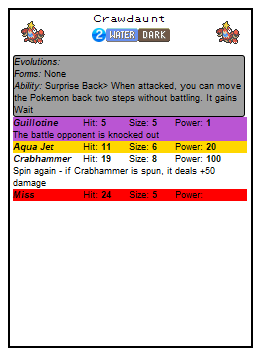 Crawdaunt
2 WATER DARK
Evolutions:
Forms: None
Ability: Surprise Back> When attacked, you can move
the Pokemon back two steps without battling. It gains
Wait
Guillotine Hit: 5 Size: 5 Power: 1
The battle opponent is knocked out
Aqua Jet Hit: 11 Size: 6 Power: 20
Crabhammer Hit: 19 Size: 8 Power: 100
Spin again - if Crabhammer is spun, it deals +50
damage
Miss Hit: 24 Size: 5 Power: